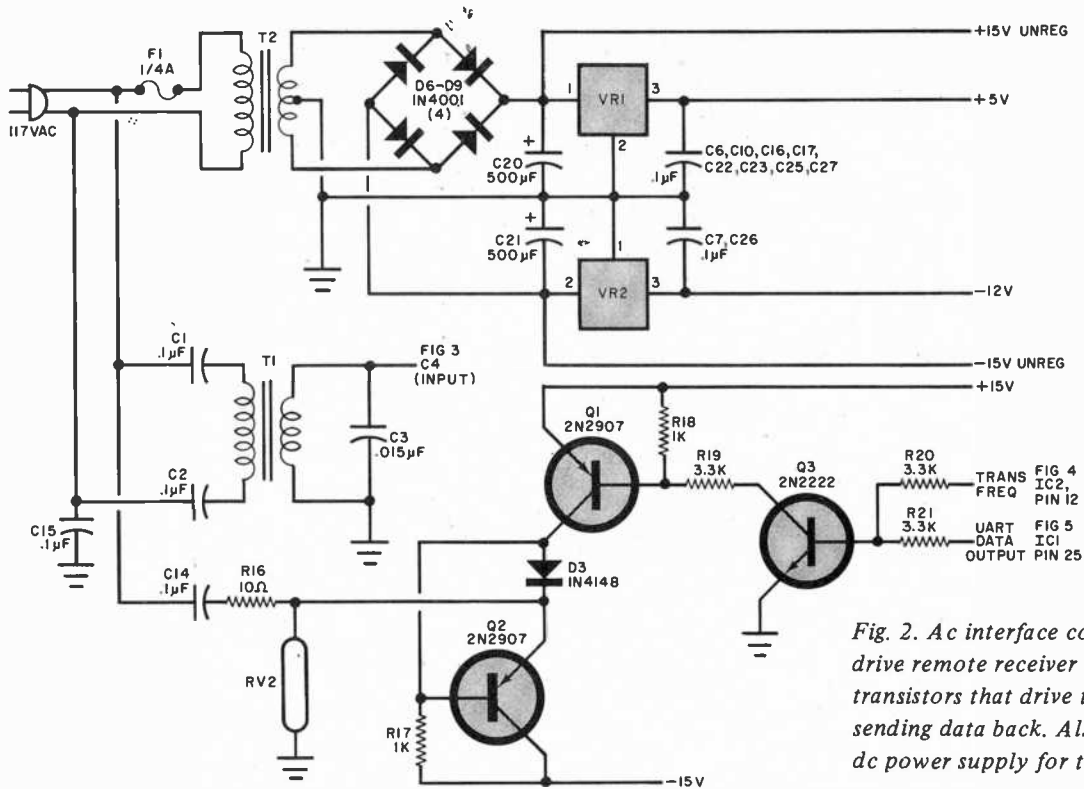 F1
1/4A
117VAC
T2
D6-D9
1N4001
(4)
+15V UNREG
1
VR1
3
+5V
2
C20
500µF
+
C6,C10,C16,C17,
C22,C23,C25,C27
.1µF
C21
500µF
+
1
C7,C26
.1µF
2
VR2
3
-12V
-15V UNREG
C1
.1µF
T1
FIG 3
C4
(INPUT)
C3
.015µF
C2
.1µF
C15
.1µF
+15V
Q1
2N2907
R18
1K
R19
3.3K
Q3
2N2222
R20
3.3K
TRANS FREQ
FIG 4
IC2,
PIN 12
R21
3.3K
UART DATA OUTPUT
FIG 5
IC1
PIN 25
D3
1N4148
C14
.1µF
R16
10Ω
RV2
Q2
2N2907
R17
1K
-15V
Fig. 2. Ac interface co
drive remote receiver
transistors that drive t
sending data back. Al
dc power supply for t